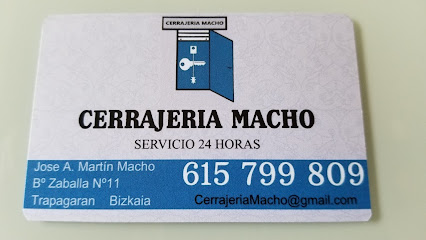 CERRAJERIA MACHO
CERRAJERIA MACHO
SERVICIO 24 HORAS
Jose A. Martín Macho
Bº Zaballa Nº11
Trapagaran Bizkaia
615 799 809
CerrajeriaMacho@gmail.com